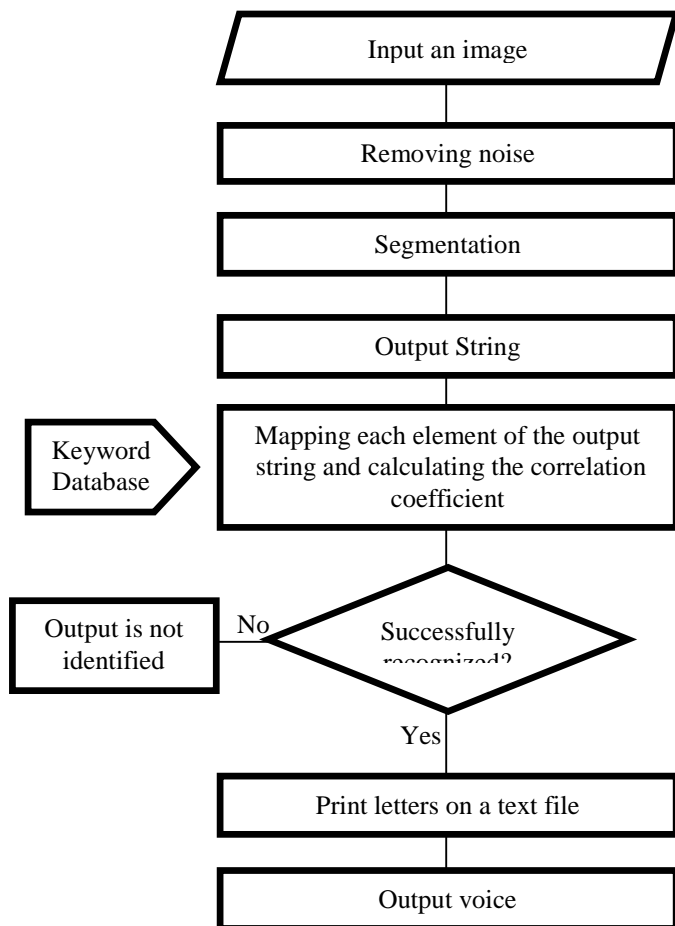 Input an image
Removing noise
Segmentation
Output String
Keyword
Database
Mapping each element of the output
string and calculating the correlation
coefficient
Output is not
identified
No
Successfully
recognized?
Yes
Print letters on a text file
Output voice